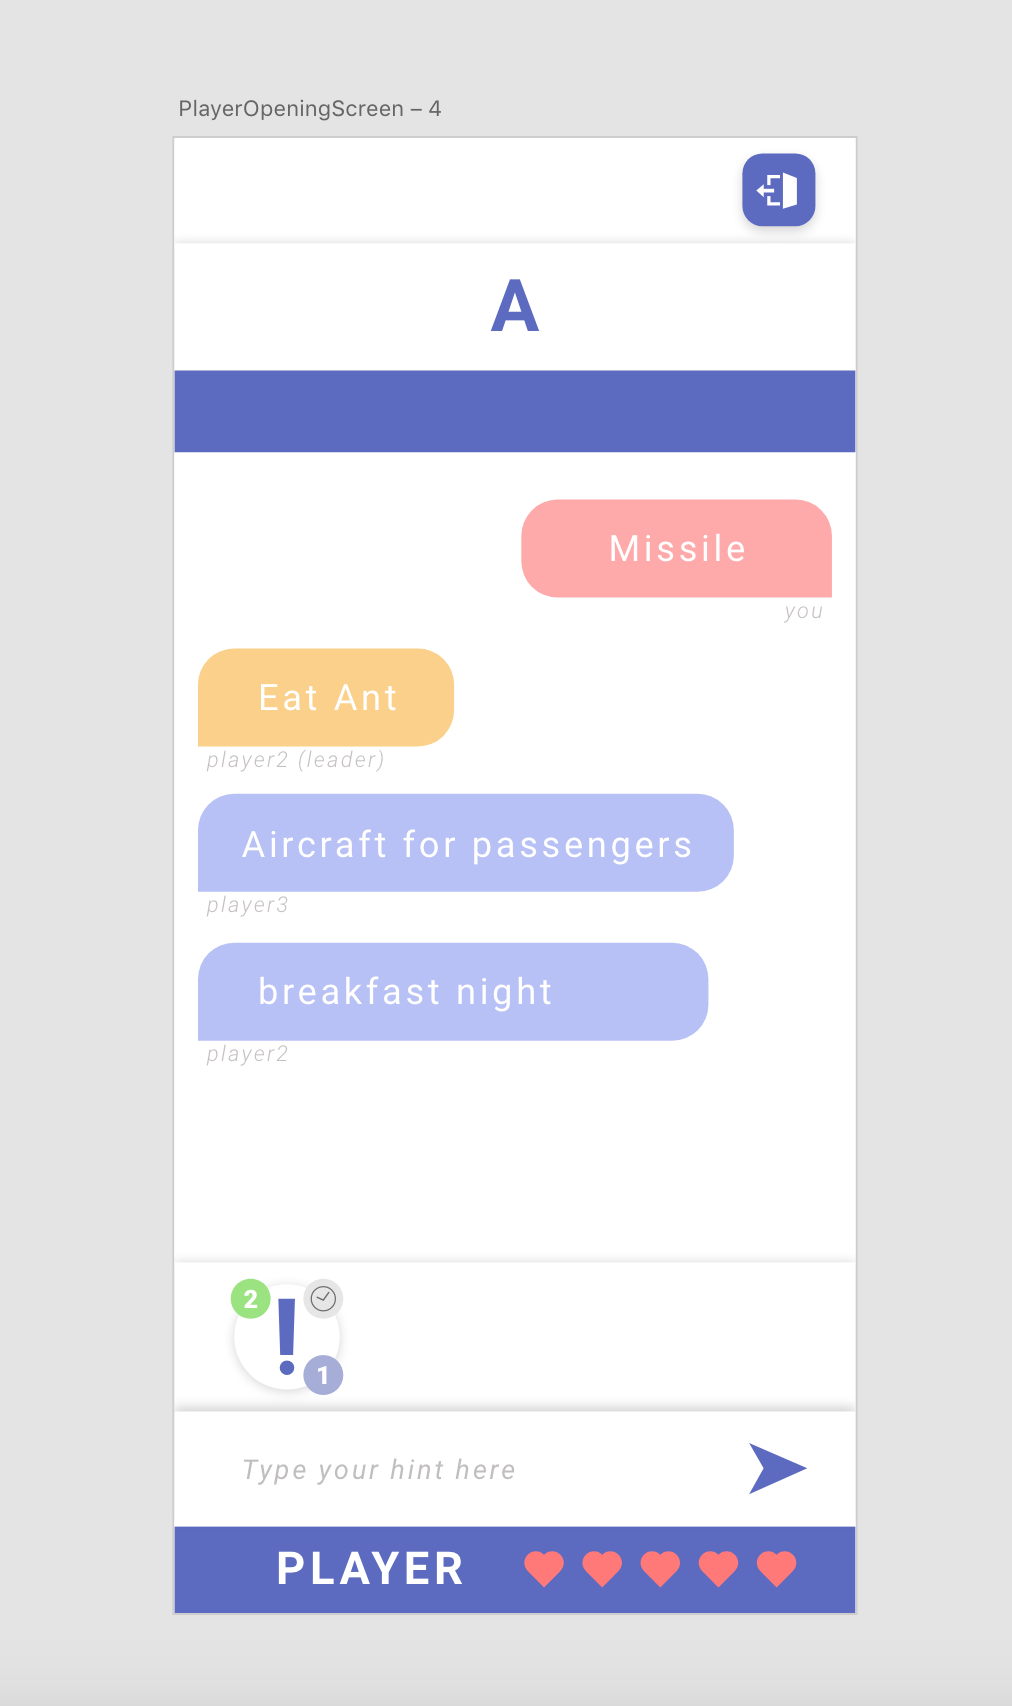 PlayerOpeningScreen – 4
A
Missile
you
Eat Ant
player2 (leader)
Aircraft for passengers
player3
breakfast night
player2
2
!
1
Type your hint here
PLAYER